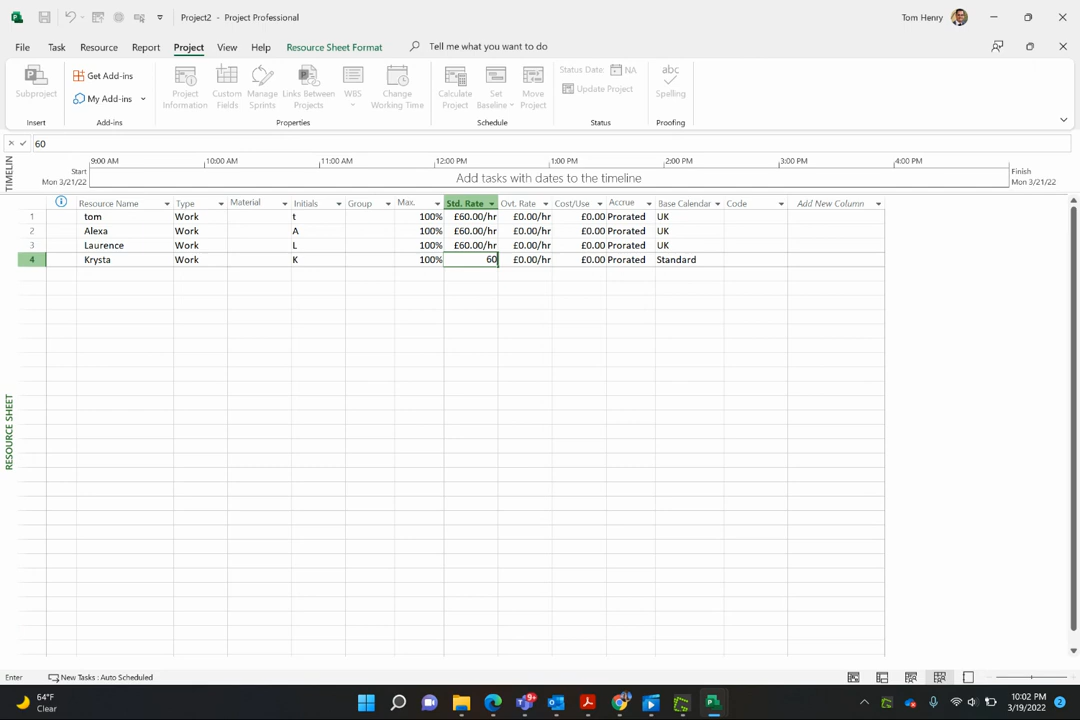 Project2 - Project Professional
Tom Henry
File Task Resource Report Project View Help Resource Sheet Format Tell me what you want to do
Subproject
Get Add-ins
My Add-ins
Project Information
Custom Fields
Manage Sprints
Links Between Projects
WBS
Change Working Time
Calculate Project
Set Baseline
Move Project
Status Date: NA
Update Project
abc
Spelling
Insert Add-ins Properties Schedule Status Proofing
60
TIMELIN
9:00 AM 10:00 AM 11:00 AM 12:00 PM 1:00 PM 2:00 PM 3:00 PM 4:00 PM
Start
Mon 3/21/22
Add tasks with dates to the timeline
Finish
Mon 3/21/22
Resource Name Type Material Initials Group Max. Std. Rate Ovt. Rate Cost/Use Accrue Base Calendar Code Add New Column
1 tom Work t 100% £60.00/hr £0.00/hr £0.00 Prorated UK
2 Alexa Work A 100% £60.00/hr £0.00/hr £0.00 Prorated UK
3 Laurence Work L 100% £60.00/hr £0.00/hr £0.00 Prorated UK
4 Krysta Work K 100% 60 £0.00/hr £0.00 Prorated Standard
RESOURCE SHEET
Enter New Tasks : Auto Scheduled
64°F
Clear
10:02 PM
3/19/2022
2